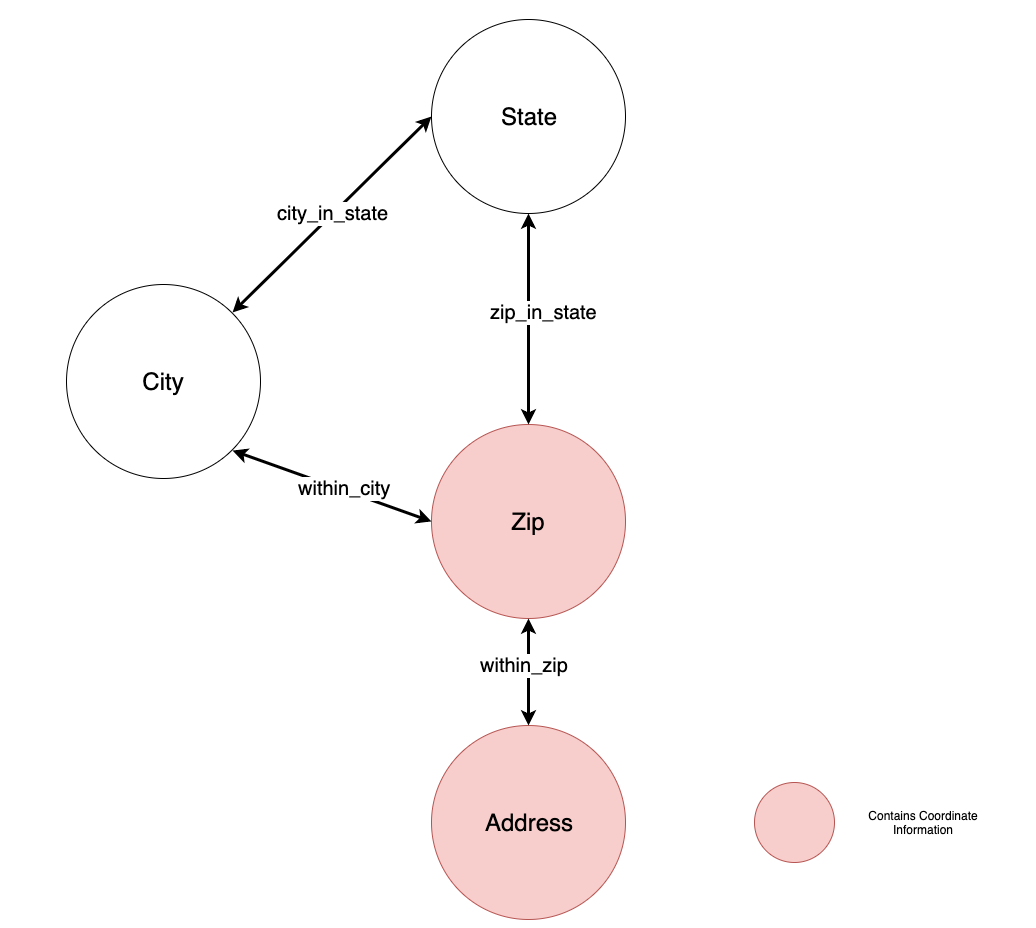 State
city_in_state
zip_in_state
City
within_city
Zip
within_zip
Address
Contains Coordinate
Information